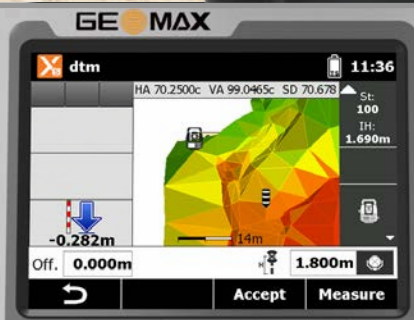 GEOMAX
dtm
11:36
HA 70.2500c VA 99.0465c SD 70.678
St:
100
IH:
1.690m
-0.282m
14m
Off. 0.000m
H
1.800m
Accept
Measure